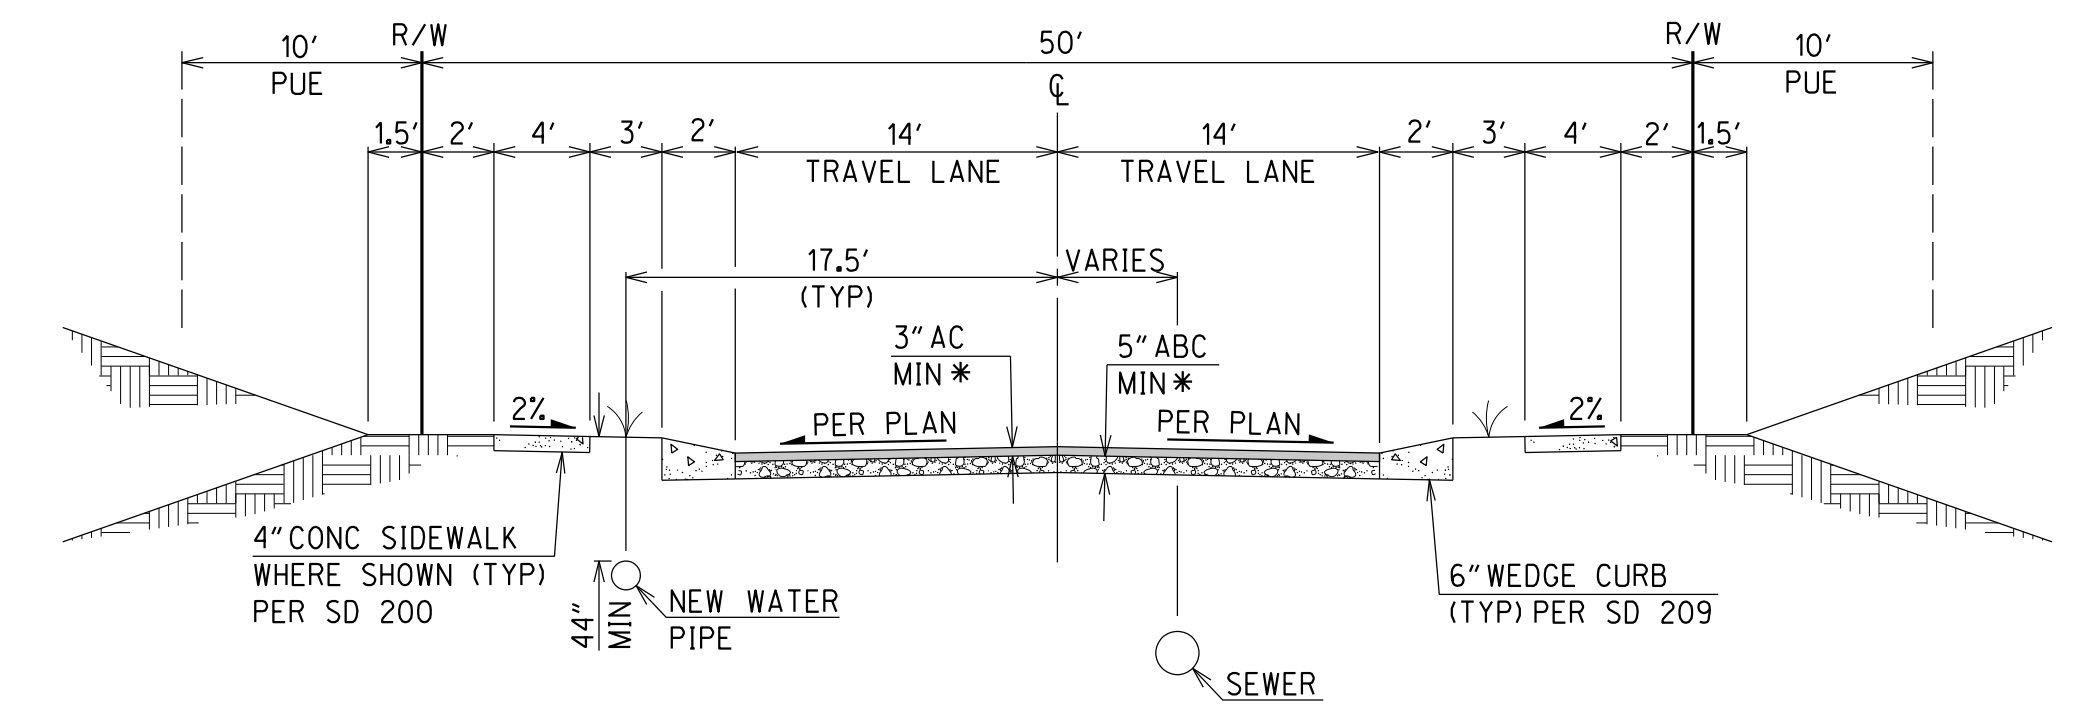 10'
PUE
R/W
50'
R/W
10'
PUE
℄
1.5'
2'
4'
3'
2'
14'
TRAVEL LANE
14'
TRAVEL LANE
2'
3'
4'
2'
1.5'
17.5'
(TYP)
VARIES
3" AC
MIN *
5" ABC
MIN *
2%
PER PLAN
PER PLAN
2%
4" CONC SIDEWALK
WHERE SHOWN (TYP)
PER SD 200
44"
MIN
NEW WATER
PIPE
6" WEDGE CURB
(TYP) PER SD 209
SEWER